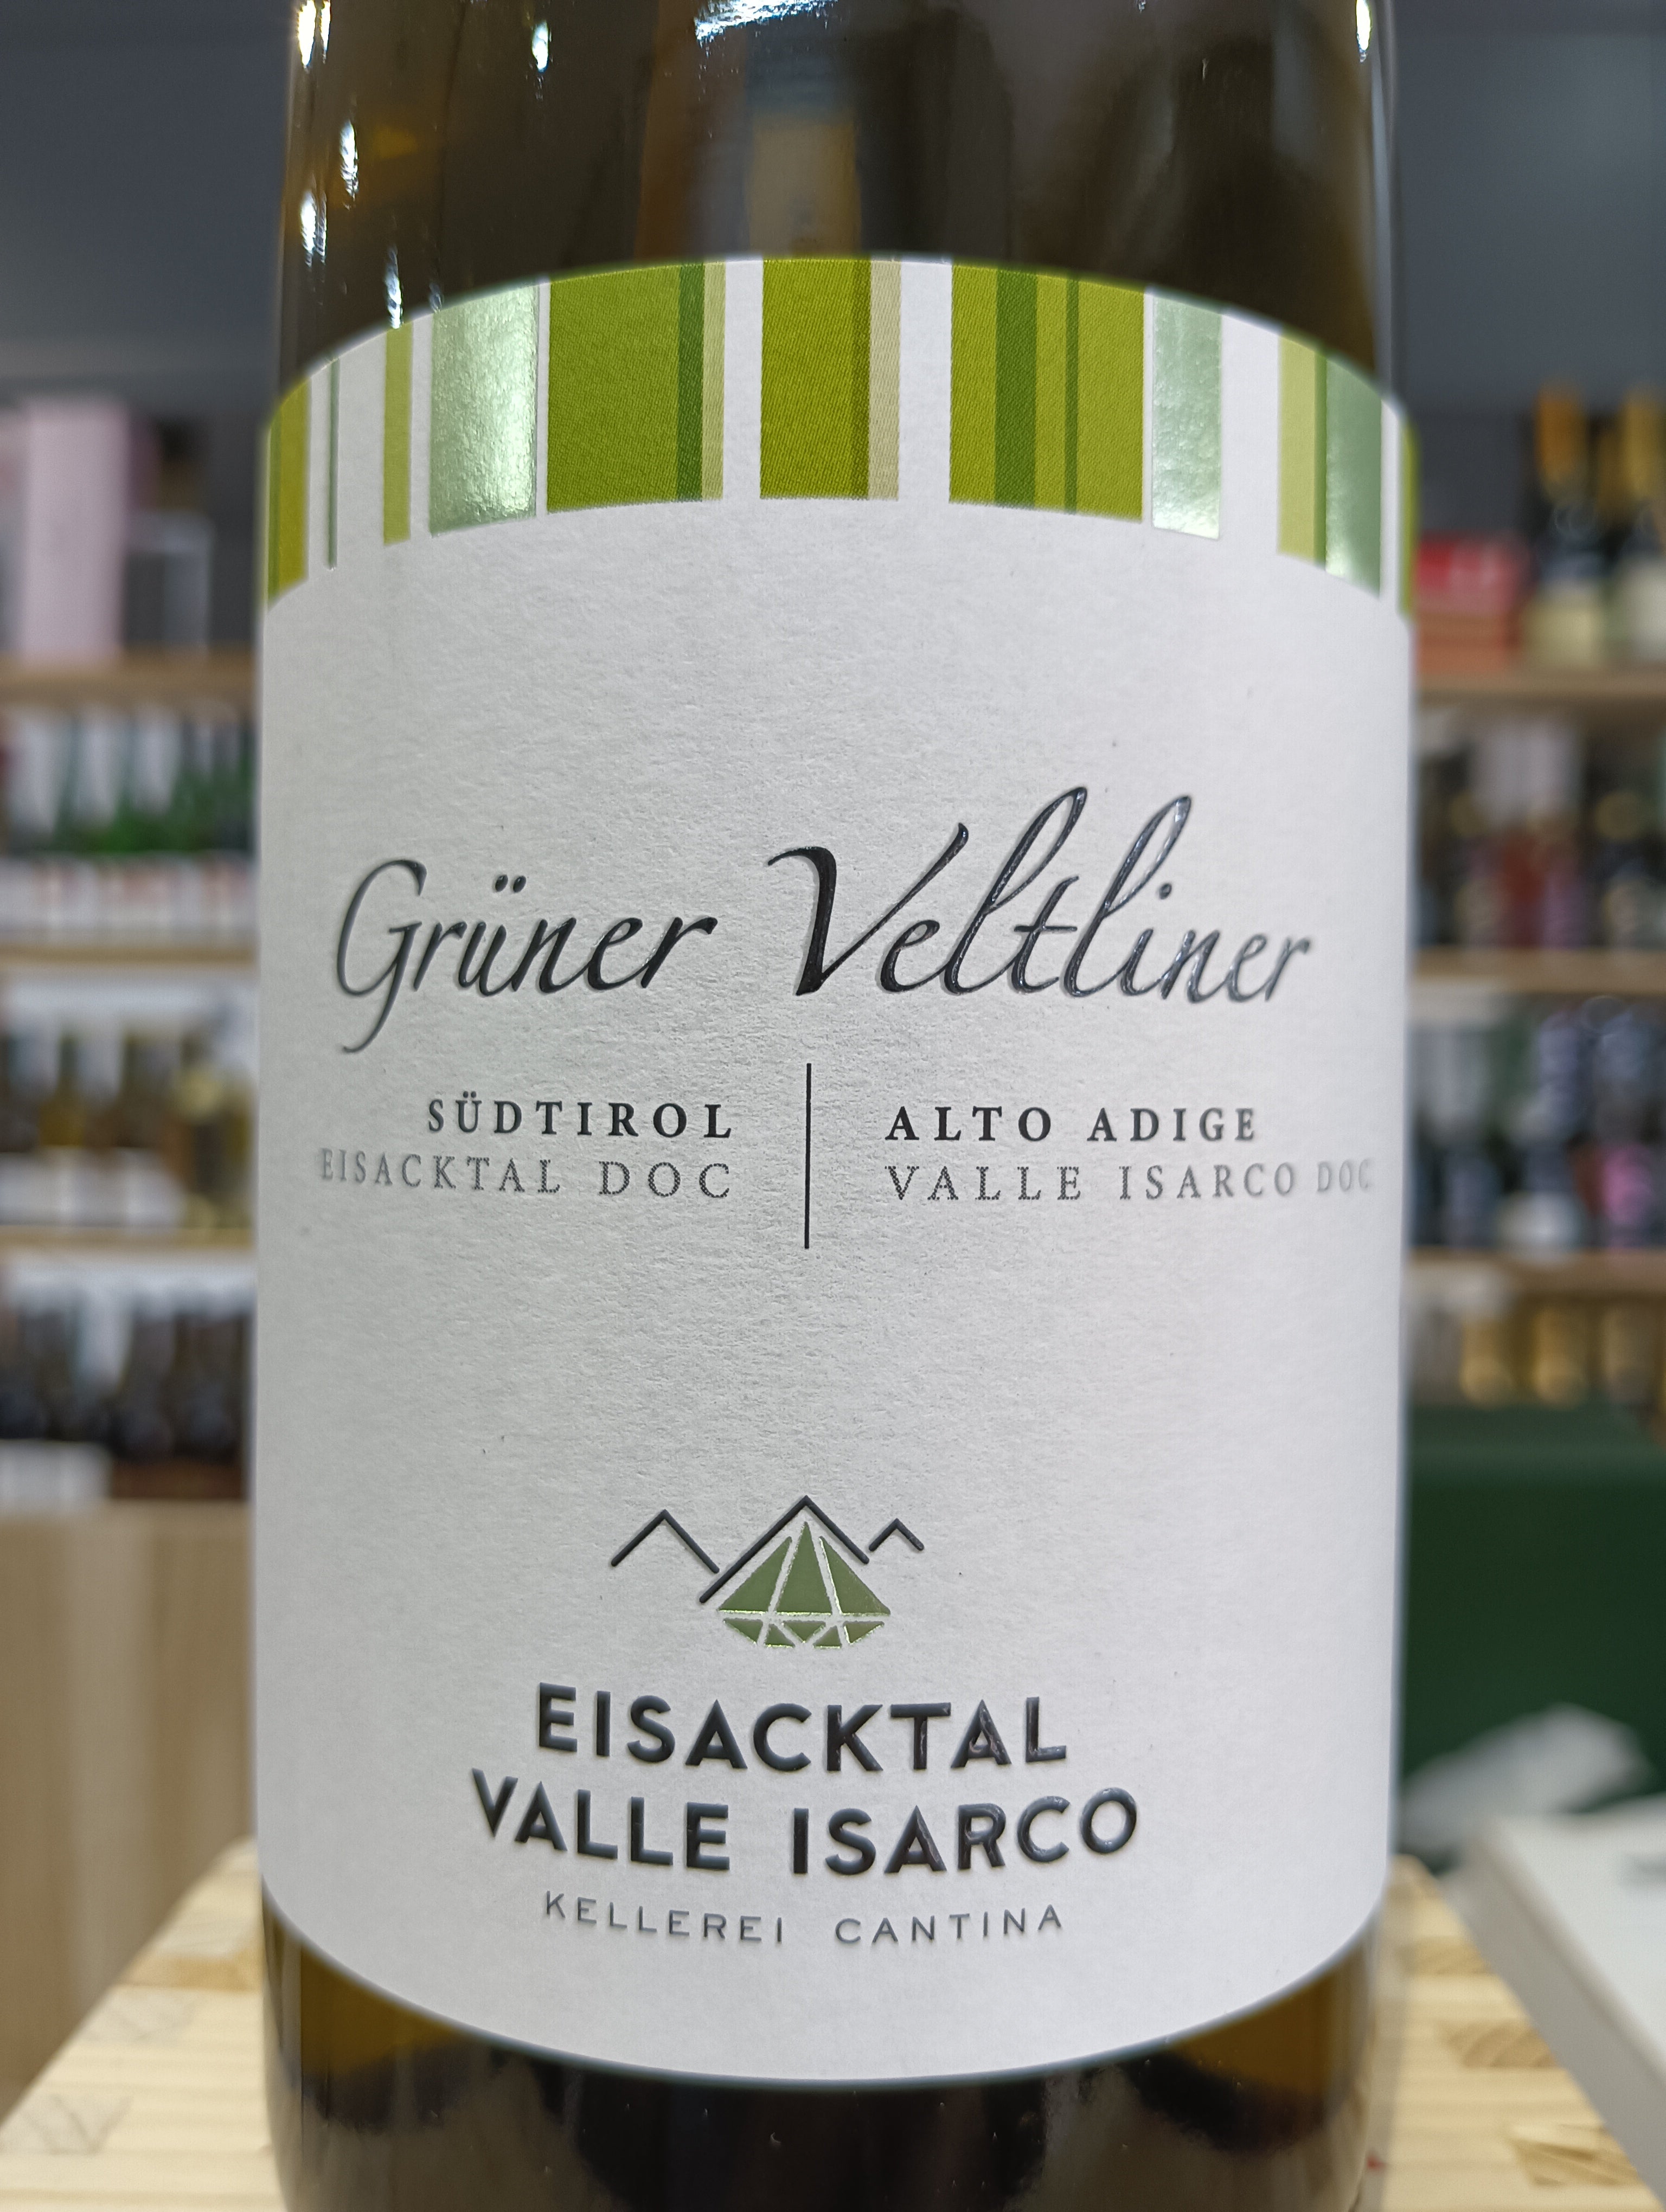 Grüner Veltliner
SÜDTIROL
EISACKTAL DOC
ALTO ADIGE
VALLE ISARCO DOC
EISACKTAL
VALLE ISARCO
KELLEREI CANTINA